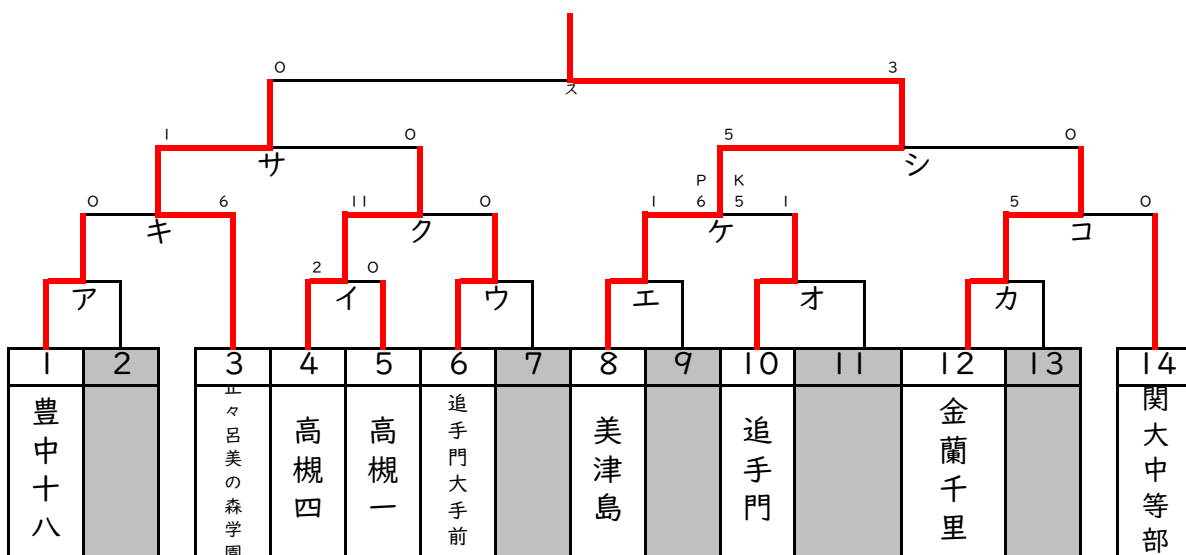 0 3
ス
1 0 5 0
サ シ
P K
0 6 11 0 1 6 5 1 5 0
キ ク ケ コ
2 0
ア イ ウ エ オ カ
1 2 3 4 5 6 7 8 9 10 11 12 13 14
豊中十八
々呂美の森学園
高槻四
高槻一
追手門大手前
美津島
追手門
金蘭千里
関大中等部